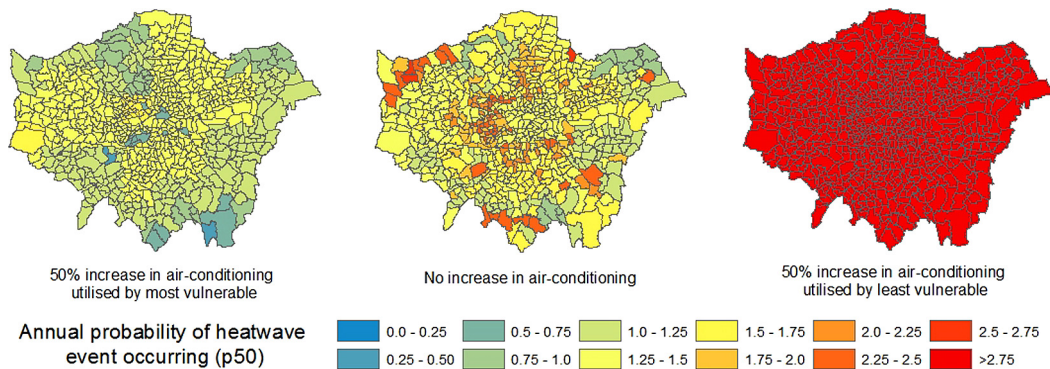 50% increase in air-conditioning
utilised by most vulnerable
No increase in air-conditioning
50% increase in air-conditioning
utilised by least vulnerable
Annual probability of heatwave
event occurring (p50)
0.0 - 0.25
0.5 - 0.75
1.0 - 1.25
1.5 - 1.75
2.0 - 2.25
2.5 - 2.75
0.25 - 0.50
0.75 - 1.0
1.25 - 1.5
1.75 - 2.0
2.25 - 2.5
>2.75